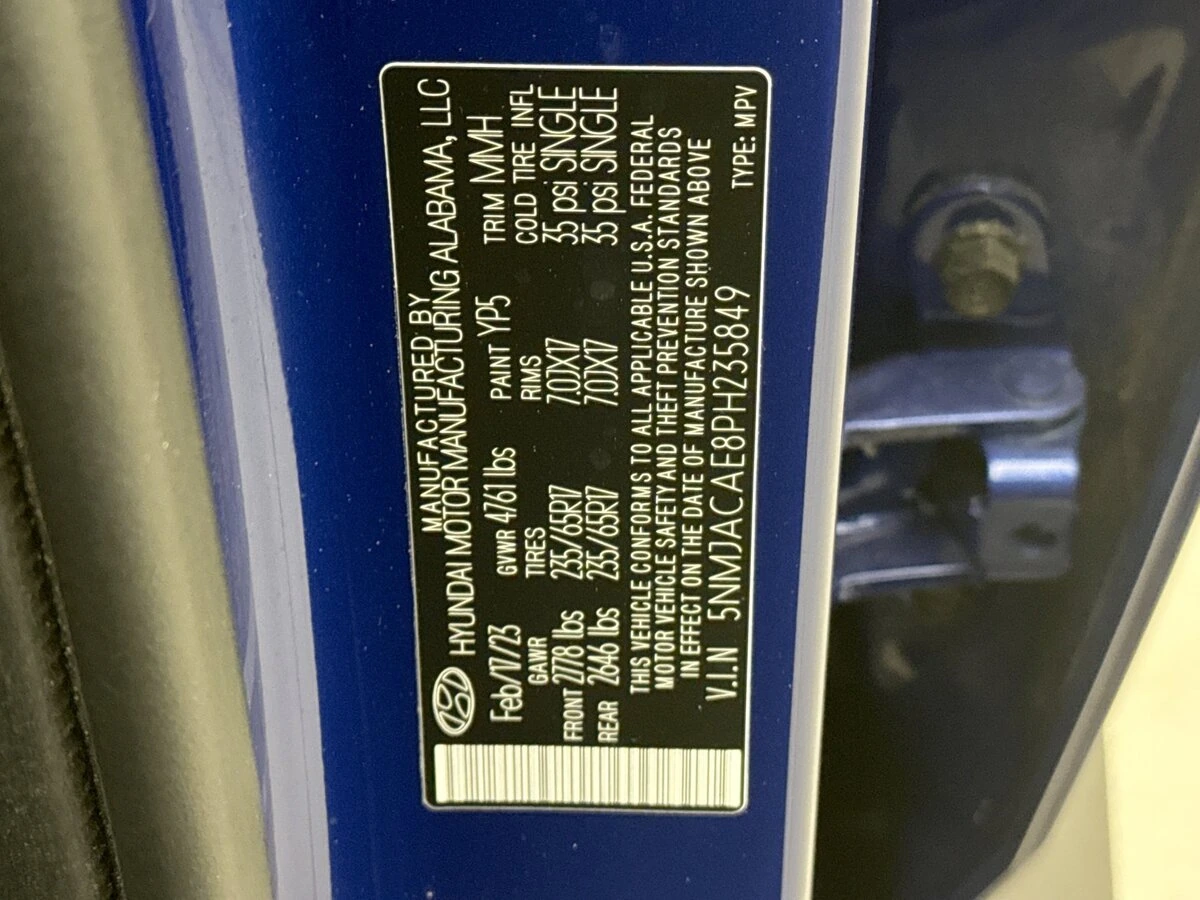 MANUFACTURED BY
HYUNDAI MOTOR MANUFACTURING ALABAMA, LLC
Feb/17/23 GVWR 4761 lbs PAINT YP5 TRIM MMH
GAWR TIRES RIMS COLD TIRE INFL
FRONT 2778 lbs 235/65R17 7.0JX17 35 psi SINGLE
REAR 2646 lbs 235/65R17 7.0JX17 35 psi SINGLE
THIS VEHICLE CONFORMS TO ALL APPLICABLE U.S.A. FEDERAL
MOTOR VEHICLE SAFETY AND THEFT PREVENTION STANDARDS
IN EFFECT ON THE DATE OF MANUFACTURE SHOWN ABOVE
V.I.N 5NMJACAE8PH235849 TYPE: MPV